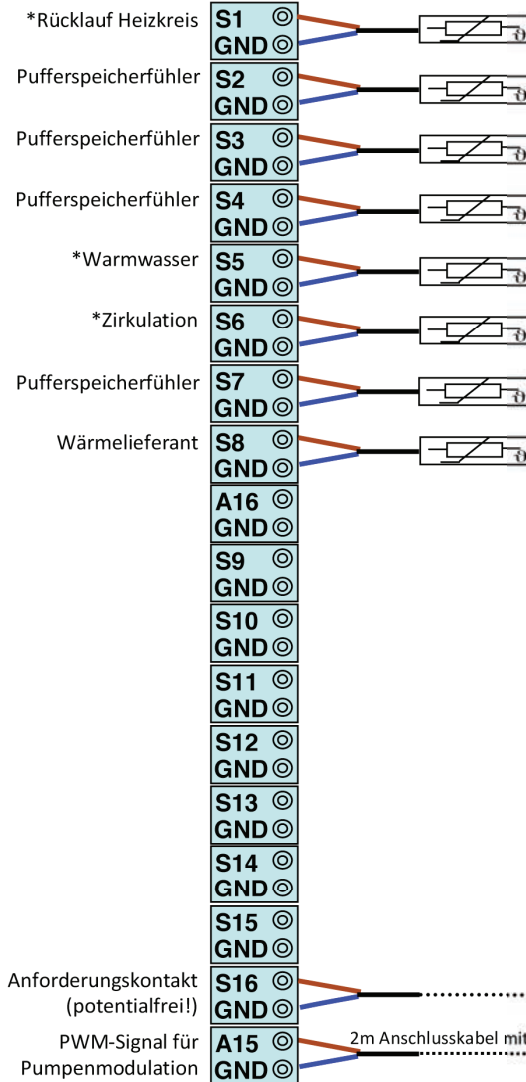 *Rücklauf Heizkreis S1
GND
Pufferspeicherfühler S2
GND
Pufferspeicherfühler S3
GND
Pufferspeicherfühler S4
GND
*Warmwasser S5
GND
*Zirkulation S6
GND
Pufferspeicherfühler S7
GND
Wärmelieferant S8
GND
A16
GND
S9
GND
S10
GND
S11
GND
S12
GND
S13
GND
S14
GND
S15
GND
Anforderungskontakt S16
(potentialfrei!) GND
PWM-Signal für A15 2m Anschlusskabel mit
Pumpenmodulation GND